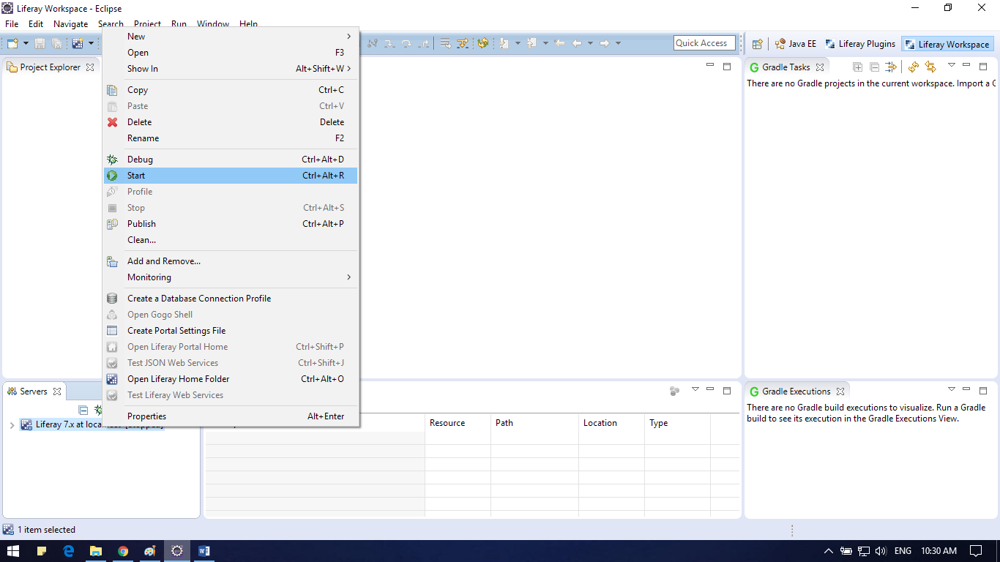 Liferay Workspace - Eclipse
File Edit Navigate Search Project Run Window Help
Quick Access
Java EE
Liferay Plugins
Liferay Workspace
Project Explorer
New
Open F3
Show In Alt+Shift+W
Copy Ctrl+C
Paste Ctrl+V
Delete Delete
Rename F2
Debug Ctrl+Alt+D
Start Ctrl+Alt+R
Profile
Stop Ctrl+Alt+S
Publish Ctrl+Alt+P
Clean...
Add and Remove...
Monitoring
Create a Database Connection Profile
Open Gogo Shell
Create Portal Settings File
Open Liferay Portal Home Ctrl+Shift+P
Test JSON Web Services Ctrl+Shift+J
Open Liferay Home Folder Ctrl+Alt+O
Test Liferay Web Services
Properties Alt+Enter
Gradle Tasks
There are no Gradle projects in the current workspace. Import a G
Servers
Liferay 7.x at loca
Resource Path Location Type
Gradle Executions
There are no Gradle build executions to visualize. Run a Gradle
build to see its execution in the Gradle Executions View.
1 item selected
ENG 10:30 AM